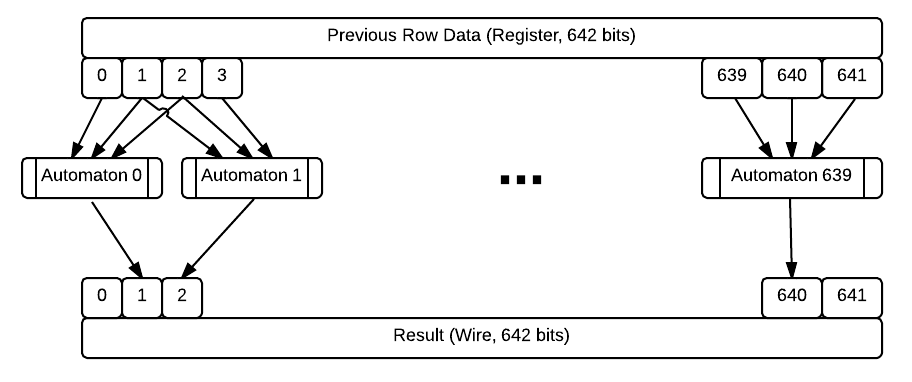 Previous Row Data (Register, 642 bits)
0 1 2 3 639 640 641
Automaton 0 Automaton 1 ... Automaton 639
0 1 2 640 641
Result (Wire, 642 bits)